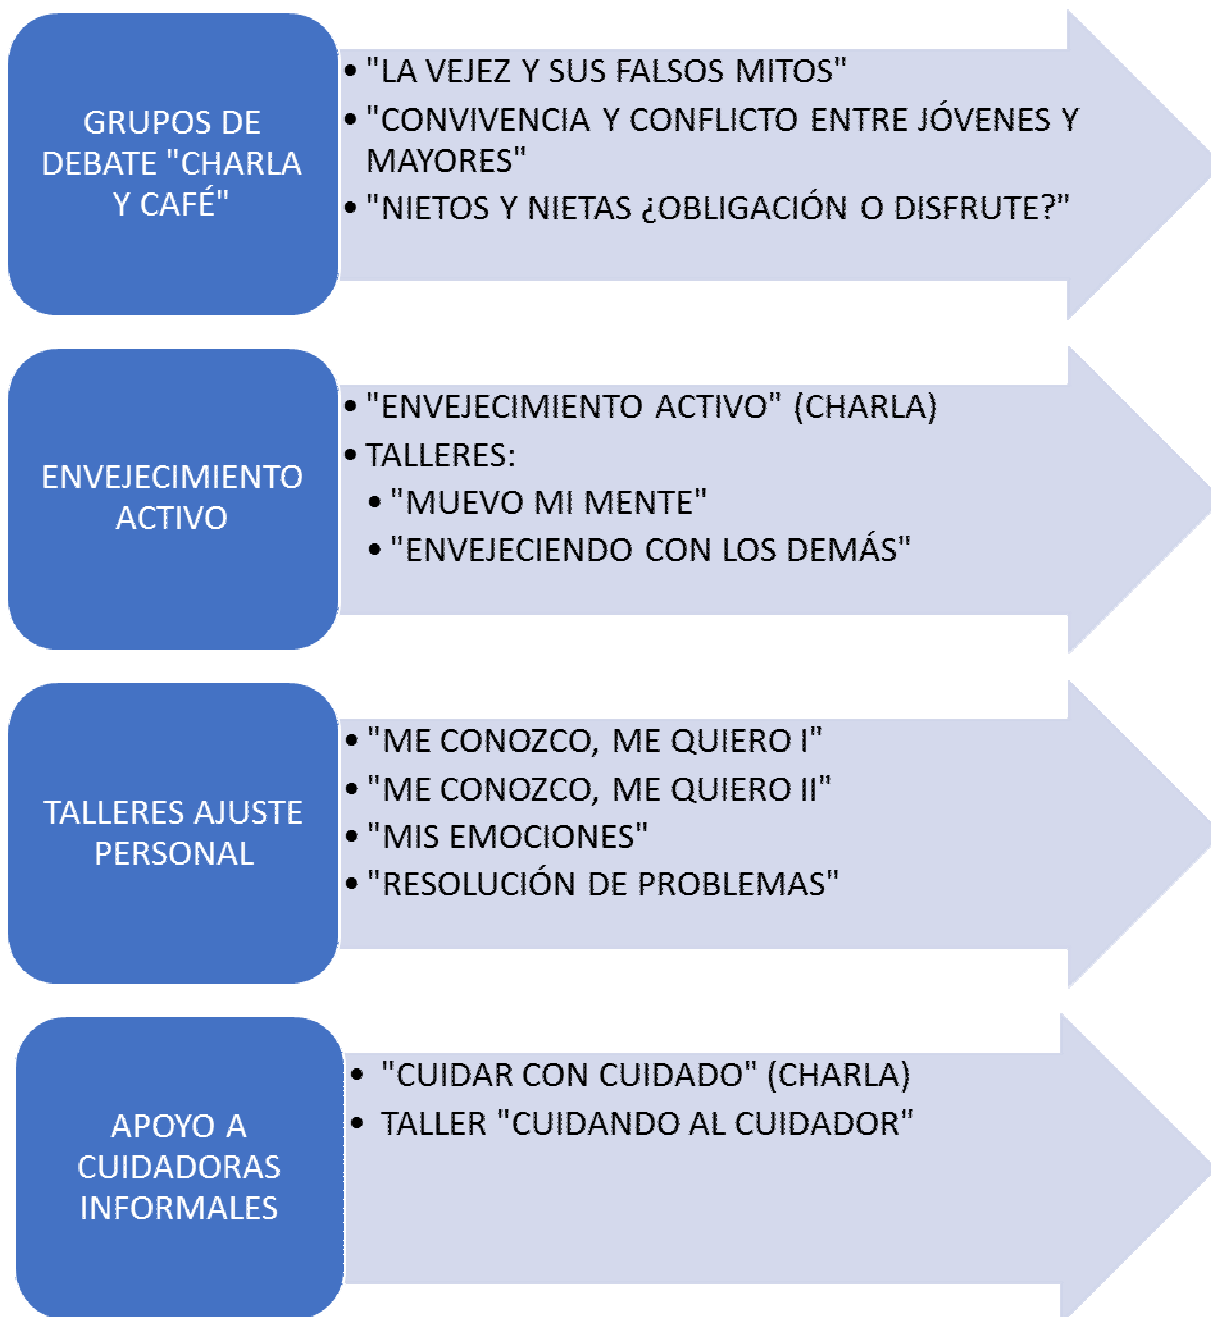 GRUPOS DE
DEBATE "CHARLA
Y CAFÉ"
• "LA VEJEZ Y SUS FALSOS MITOS"
• "CONVIVENCIA Y CONFLICTO ENTRE JÓVENES Y
MAYORES"
• "NIETOS Y NIETAS ¿OBLIGACIÓN O DISFRUTE?"
ENVEJECIMIENTO
ACTIVO
• "ENVEJECIMIENTO ACTIVO" (CHARLA)
• TALLERES:
• "MUEVO MI MENTE"
• "ENVEJECIENDO CON LOS DEMÁS"
TALLERES AJUSTE
PERSONAL
• "ME CONOZCO, ME QUIERO I"
• "ME CONOZCO, ME QUIERO II"
• "MIS EMOCIONES"
• "RESOLUCIÓN DE PROBLEMAS"
APOYO A
CUIDADORAS
INFORMALES
• "CUIDAR CON CUIDADO" (CHARLA)
• TALLER "CUIDANDO AL CUIDADOR"